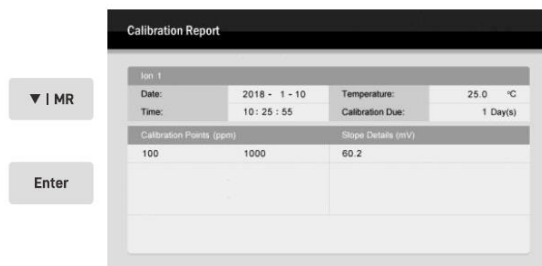 Calibration Report
Ion 1
Date: 2018 - 1 - 10 Temperature: 25.0 ℃
Time: 10 : 25 : 55 Calibration Due: 1 Day(s)
Calibration Points (ppm) Slope Details (mV)
100 1000 60.2
▼ | MR
Enter